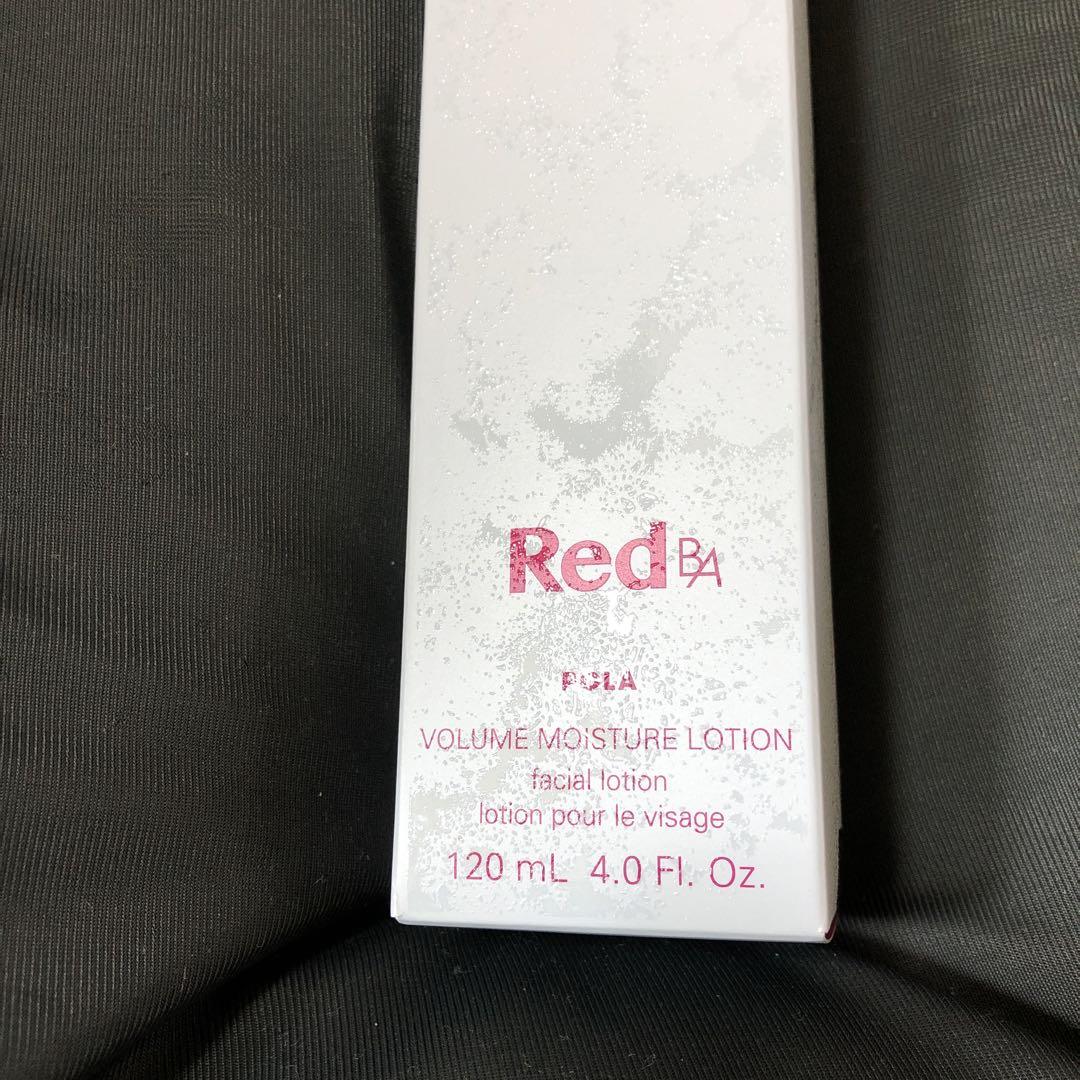 Red BA
POLA
VOLUME MOISTURE LOTION
facial lotion
lotion pour le visage
120 mL 4.0 Fl. Oz.